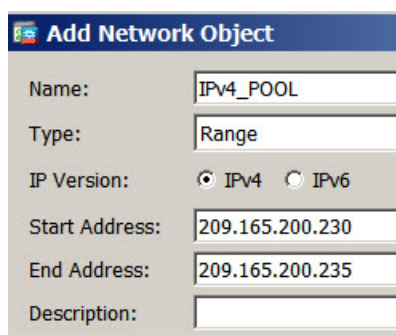 Add Network Object
Name: IPv4_POOL
Type: Range
IP Version: IPv4 IPv6
Start Address: 209.165.200.230
End Address: 209.165.200.235
Description: